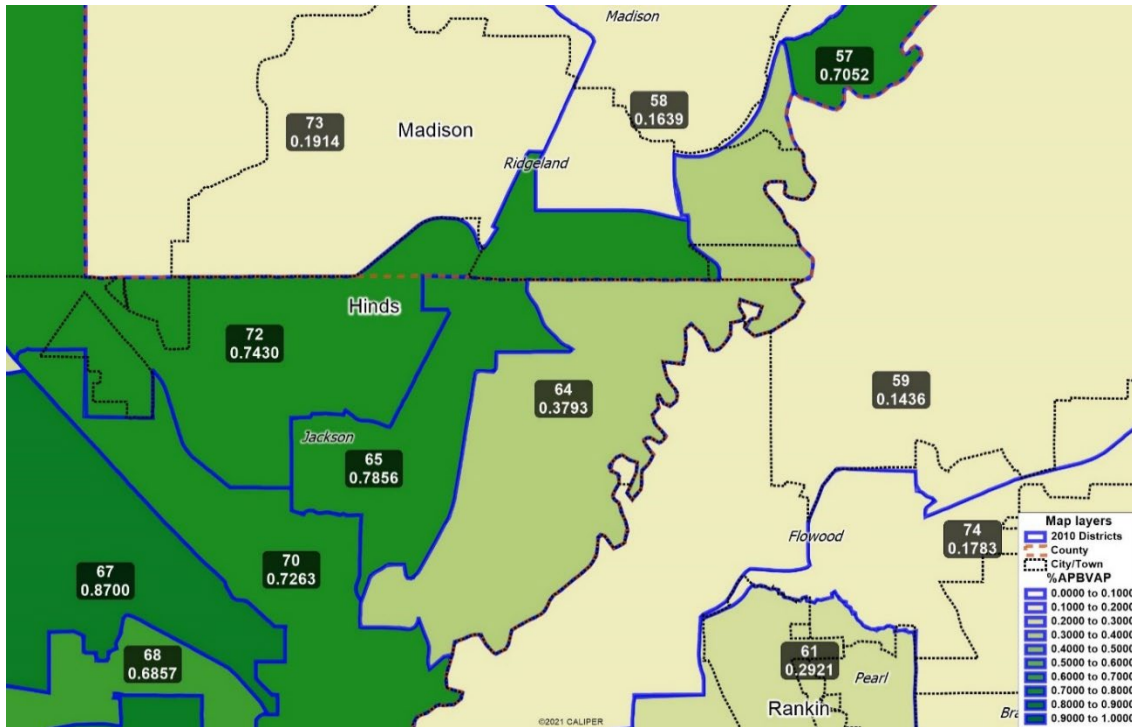 Madison
57
0.7052
58
0.1639
73
0.1914
Madison
Ridgeland
Hinds
72
0.7430
64
0.3793
59
0.1436
Jackson
65
0.7856
Flowood
74
0.1783
70
0.7263
67
0.8700
68
0.6857
61
0.2921
Pearl
Rankin
Bra
©2021 CALIPER
Map layers
2010 Districts
County
City/Town
%APBVAP
0.0000 to 0.1000
0.1000 to 0.2000
0.2000 to 0.3000
0.3000 to 0.4000
0.4000 to 0.5000
0.5000 to 0.6000
0.6000 to 0.7000
0.7000 to 0.8000
0.8000 to 0.9000
0.9000 to 1.0000